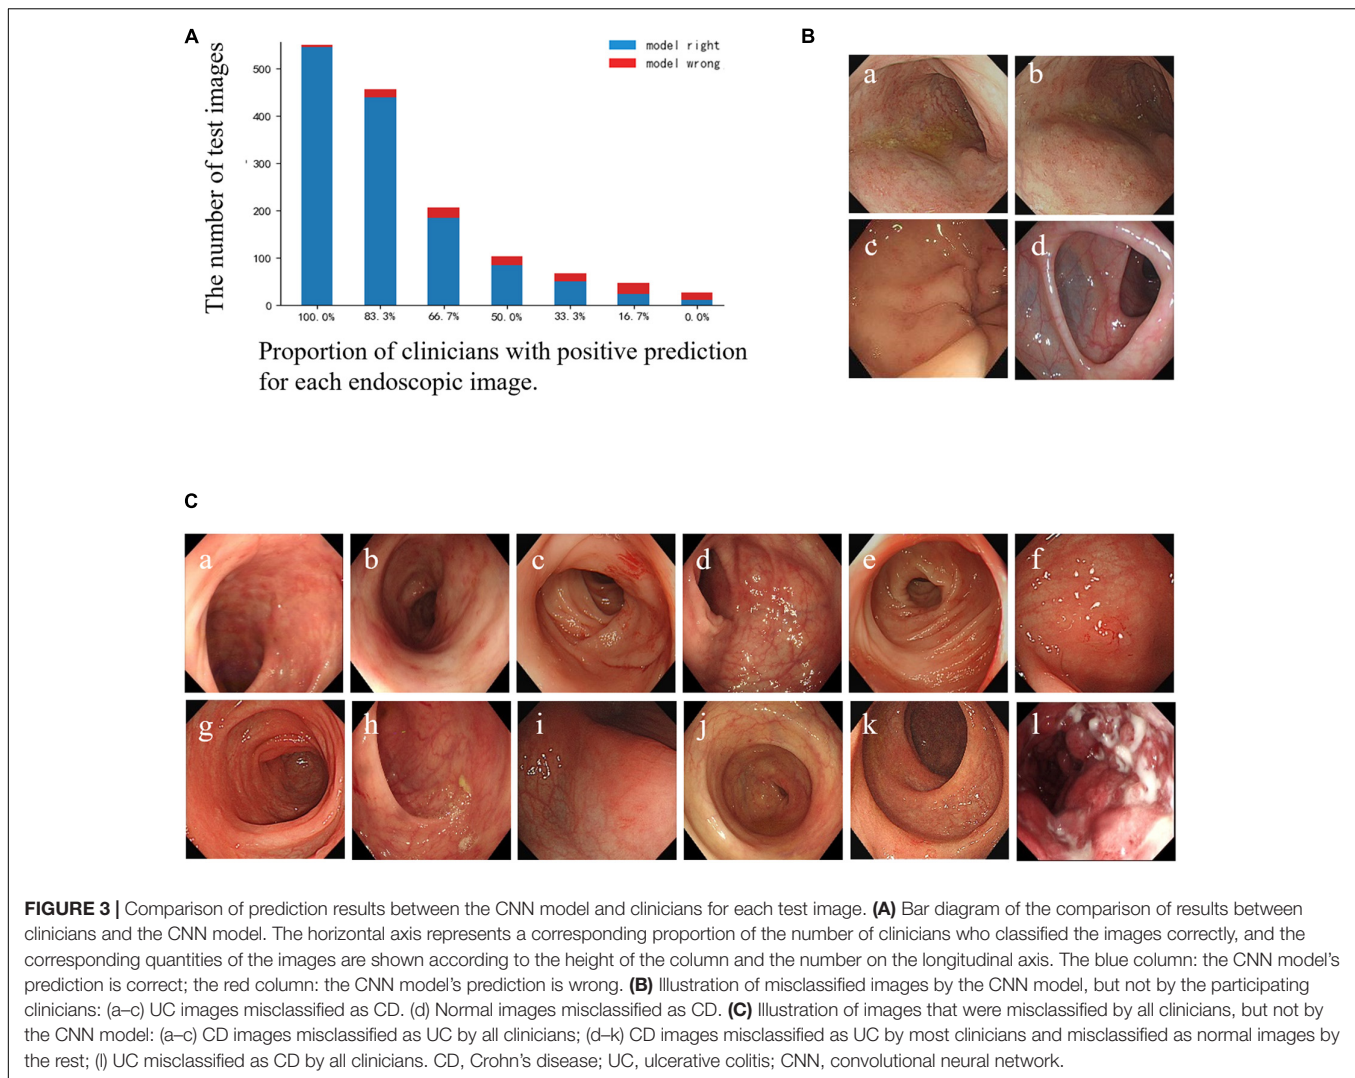 A
The number of test images
500
400
300
200
100
0
model right
model wrong
100.0%
83.3%
66.7%
50.0%
33.3%
16.7%
0.0%
Proportion of clinicians with positive prediction
for each endoscopic image.
B
a
b
c
d
C
a
b
c
d
e
f
g
h
i
j
k
l
FIGURE 3 | Comparison of prediction results between the CNN model and clinicians for each test image. (A) Bar diagram of the comparison of results between
clinicians and the CNN model. The horizontal axis represents a corresponding proportion of the number of clinicians who classified the images correctly, and the
corresponding quantities of the images are shown according to the height of the column and the number on the longitudinal axis. The blue column: the CNN model’s
prediction is correct; the red column: the CNN model’s prediction is wrong. (B) Illustration of misclassified images by the CNN model, but not by the participating
clinicians: (a–c) UC images misclassified as CD. (d) Normal images misclassified as CD. (C) Illustration of images that were misclassified by all clinicians, but not by
the CNN model: (a–c) CD images misclassified as UC by all clinicians; (d–k) CD images misclassified as UC by most clinicians and misclassified as normal images by
the rest; (l) UC misclassified as CD by all clinicians. CD, Crohn’s disease; UC, ulcerative colitis; CNN, convolutional neural network.